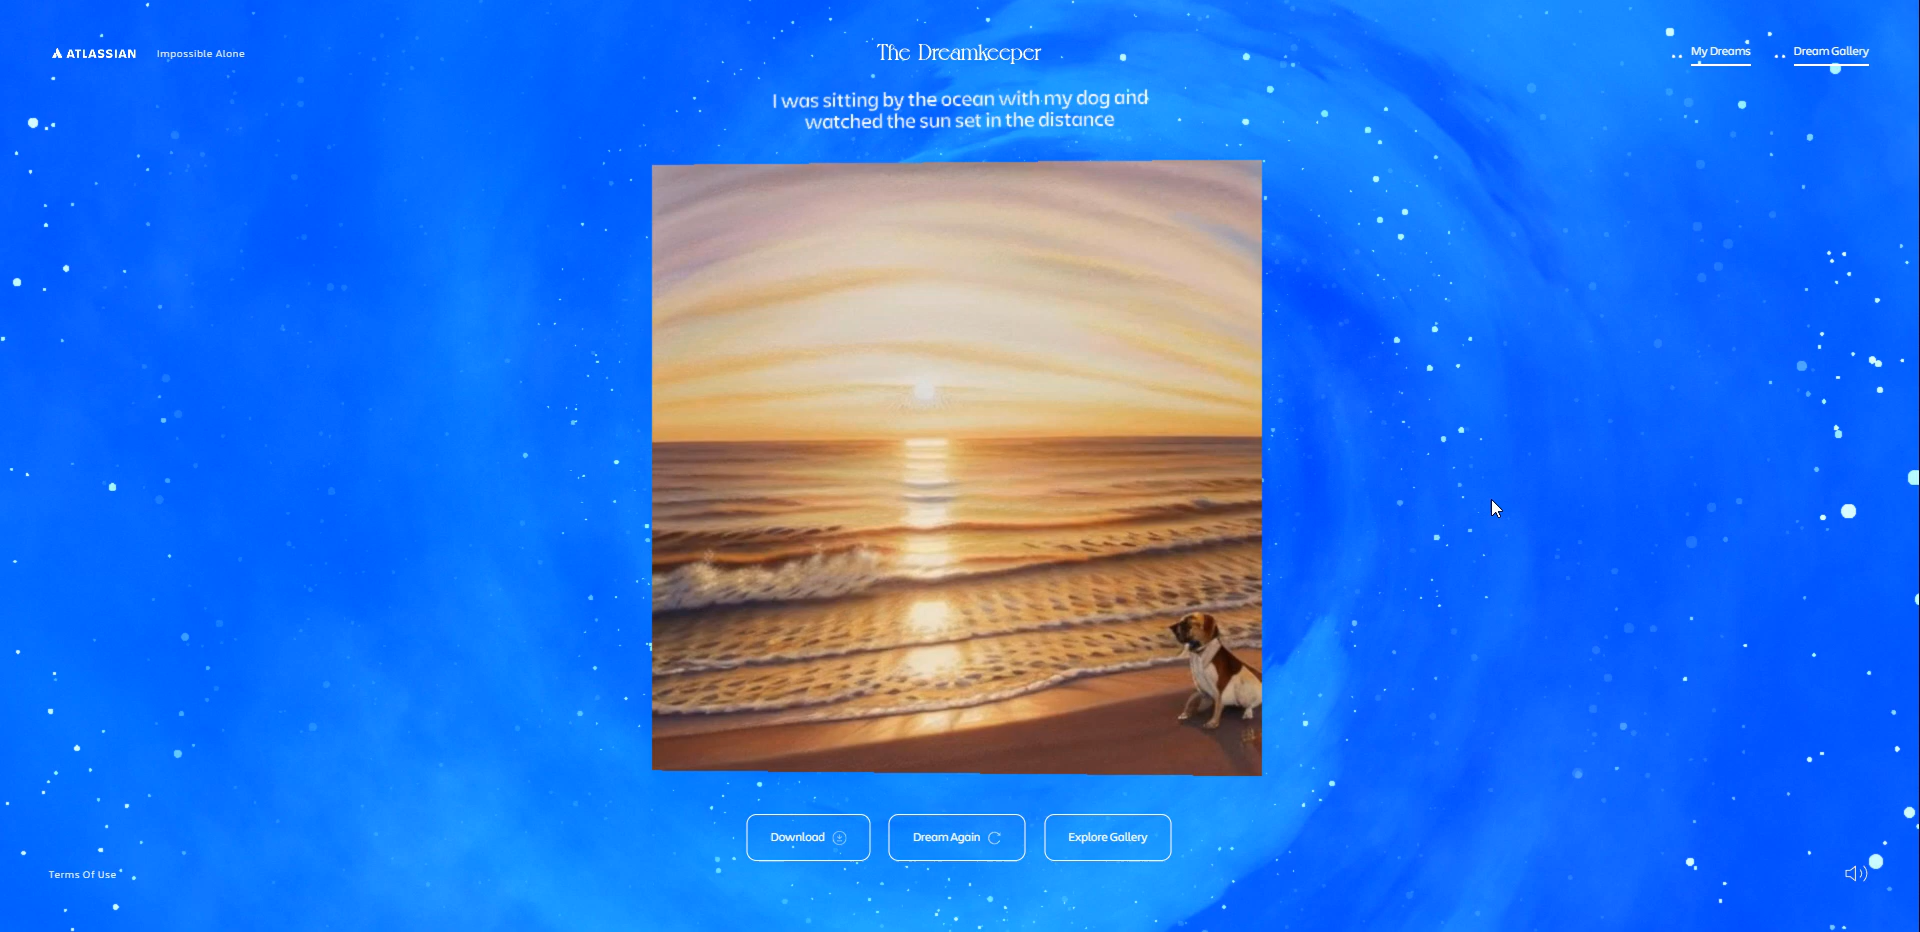 ATLASSIAN
Impossible Alone
The Dreamkeeper
My Dreams
Dream Gallery
I was sitting by the ocean with my dog and
watched the sun set in the distance
Download
Dream Again
Explore Gallery
Terms Of Use